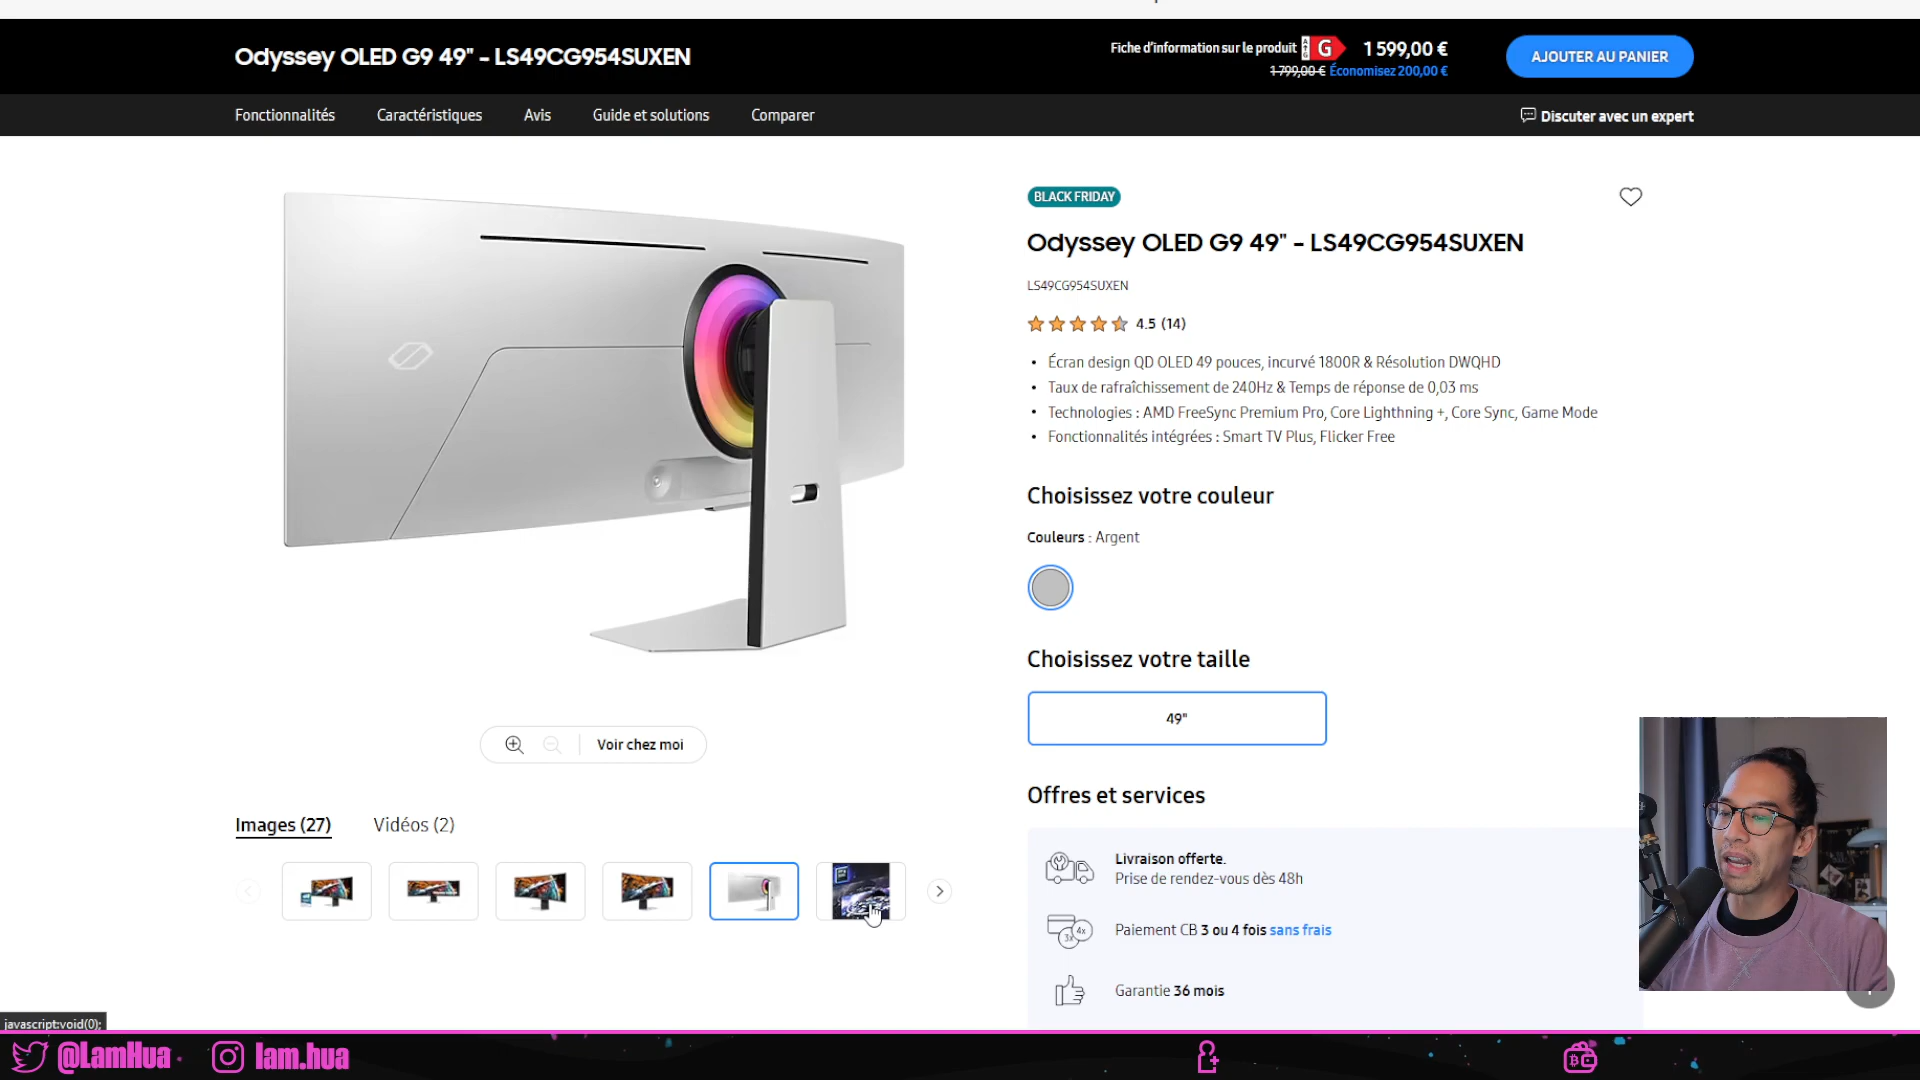 Odyssey OLED G9 49" - LS49CG954SUXEN
Fiche d'information sur le produit
G
1 599,00 €
1 799,00 € Économisez 200,00 €
AJOUTER AU PANIER
Fonctionnalités
Caractéristiques
Avis
Guide et solutions
Comparer
Discuter avec un expert
BLACK FRIDAY
Odyssey OLED G9 49" - LS49CG954SUXEN
LS49CG954SUXEN
4.5 (14)
• Écran design QD OLED 49 pouces, incurvé 1800R & Résolution DWQHD
• Taux de rafraîchissement de 240Hz & Temps de réponse de 0,03 ms
• Technologies : AMD FreeSync Premium Pro, Core Lighthning +, Core Sync, Game Mode
• Fonctionnalités intégrées : Smart TV Plus, Flicker Free
Choisissez votre couleur
Couleurs : Argent
Choisissez votre taille
49"
Voir chez moi
Images (27)
Vidéos (2)
Offres et services
Livraison offerte.
Prise de rendez-vous dès 48h
3x 4x
Paiement CB 3 ou 4 fois sans frais
Garantie 36 mois
javascript:void(0);
@LamHua
lam.hua